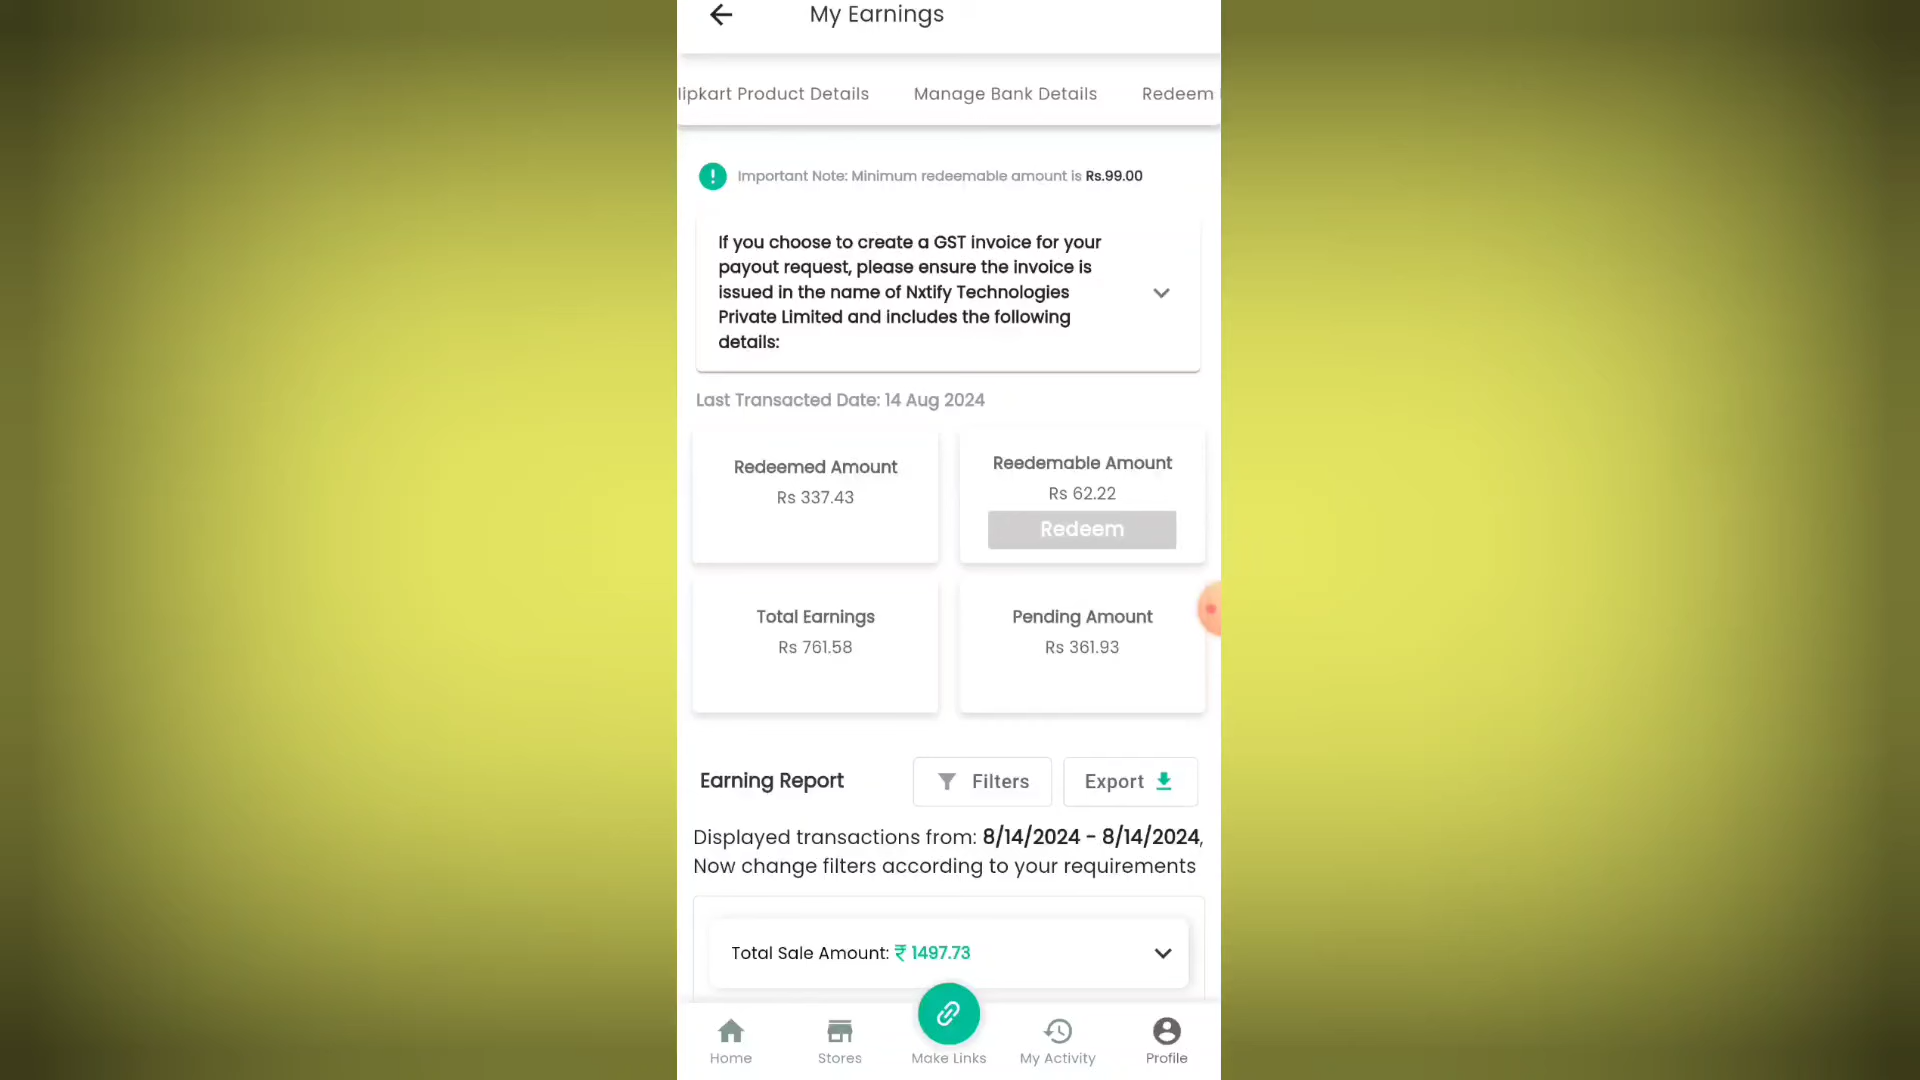 My Earnings
lipkart Product Details Manage Bank Details Redeem
! Important Note: Minimum redeemable amount is Rs.99.00
If you choose to create a GST invoice for your
payout request, please ensure the invoice is
issued in the name of Nxtify Technologies
Private Limited and includes the following
details:
Last Transacted Date: 14 Aug 2024
Redeemed Amount
Rs 337.43
Reedemable Amount
Rs 62.22
Redeem
Total Earnings
Rs 761.58
Pending Amount
Rs 361.93
Earning Report
Filters
Export
Displayed transactions from: 8/14/2024 - 8/14/2024,
Now change filters according to your requirements
Total Sale Amount: ₹ 1497.73
Home Stores Make Links My Activity Profile